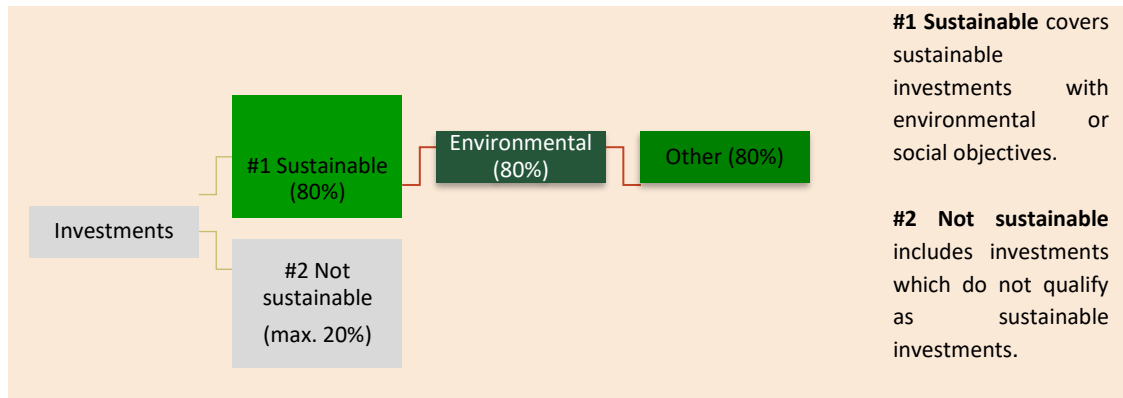 Investments
#1 Sustainable
(80%)
#2 Not
sustainable
(max. 20%)
Environmental
(80%)
Other (80%)
#1 Sustainable covers
sustainable
investments with
environmental or
social objectives.
#2 Not sustainable
includes investments
which do not qualify
as sustainable
investments.